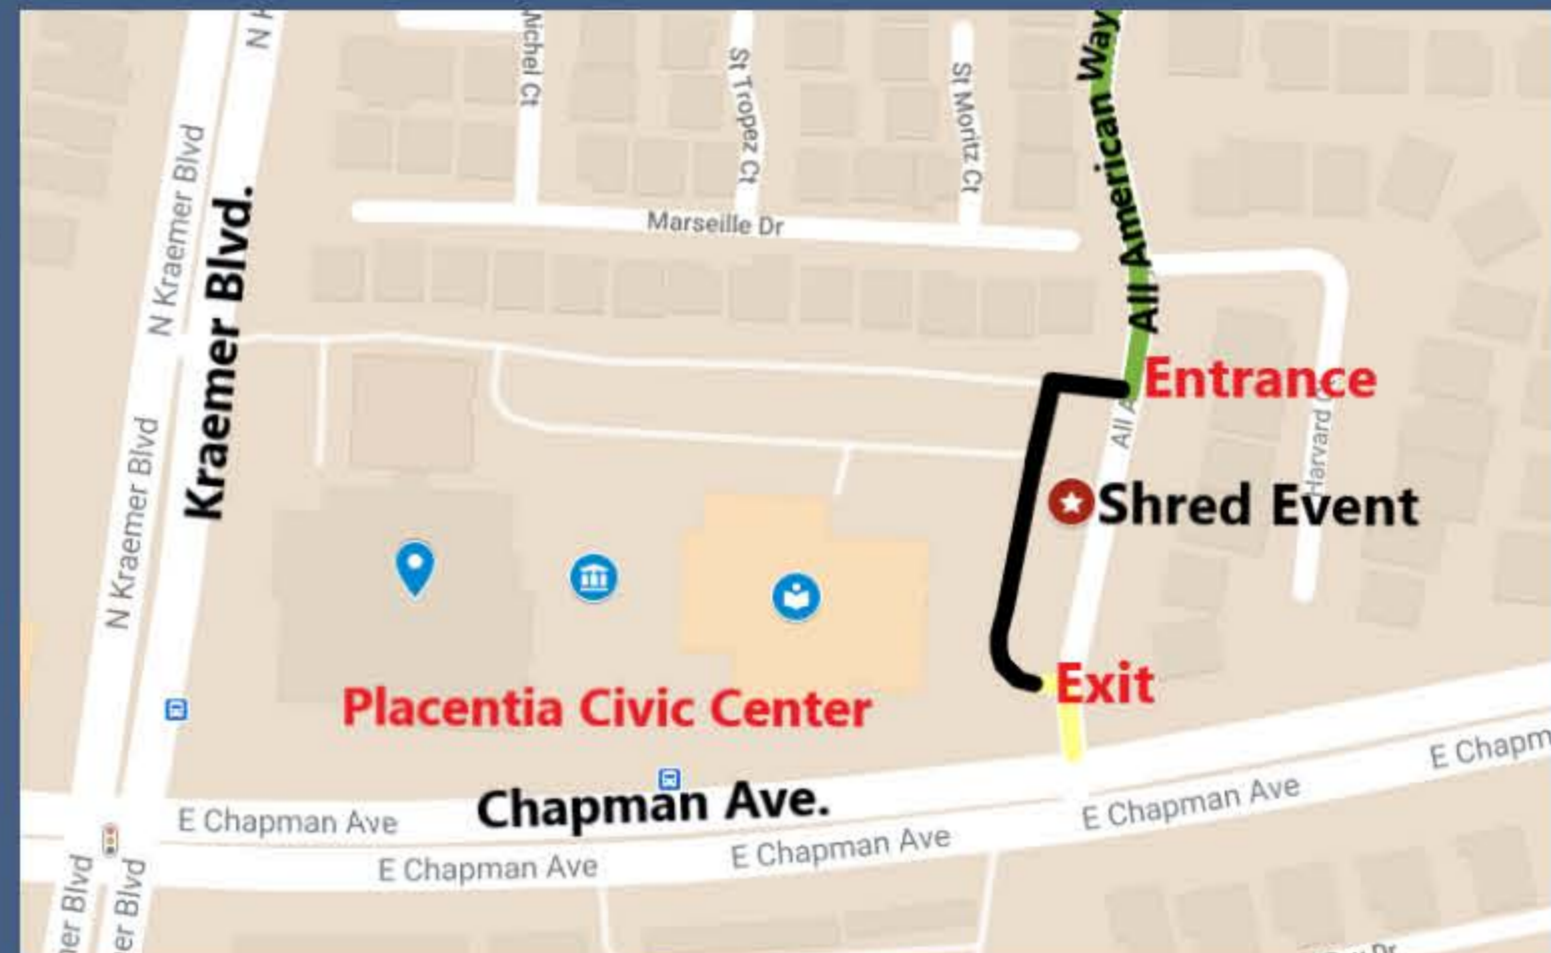 N K
Michel Ct
St Tropez Ct
St Moritz Ct
All American Way
N Kraemer Blvd
Kraemer Blvd.
Marseille Dr
Entrance
All A
Harvard C
Shred Event
N Kraemer Blvd
Exit
Placentia Civic Center
Chapman Ave.
E Chapm
E Chapman Ave
E Chapman Ave
E Chapman Ave
E Chapman Ave
er Blvd
er Blvd
Dr